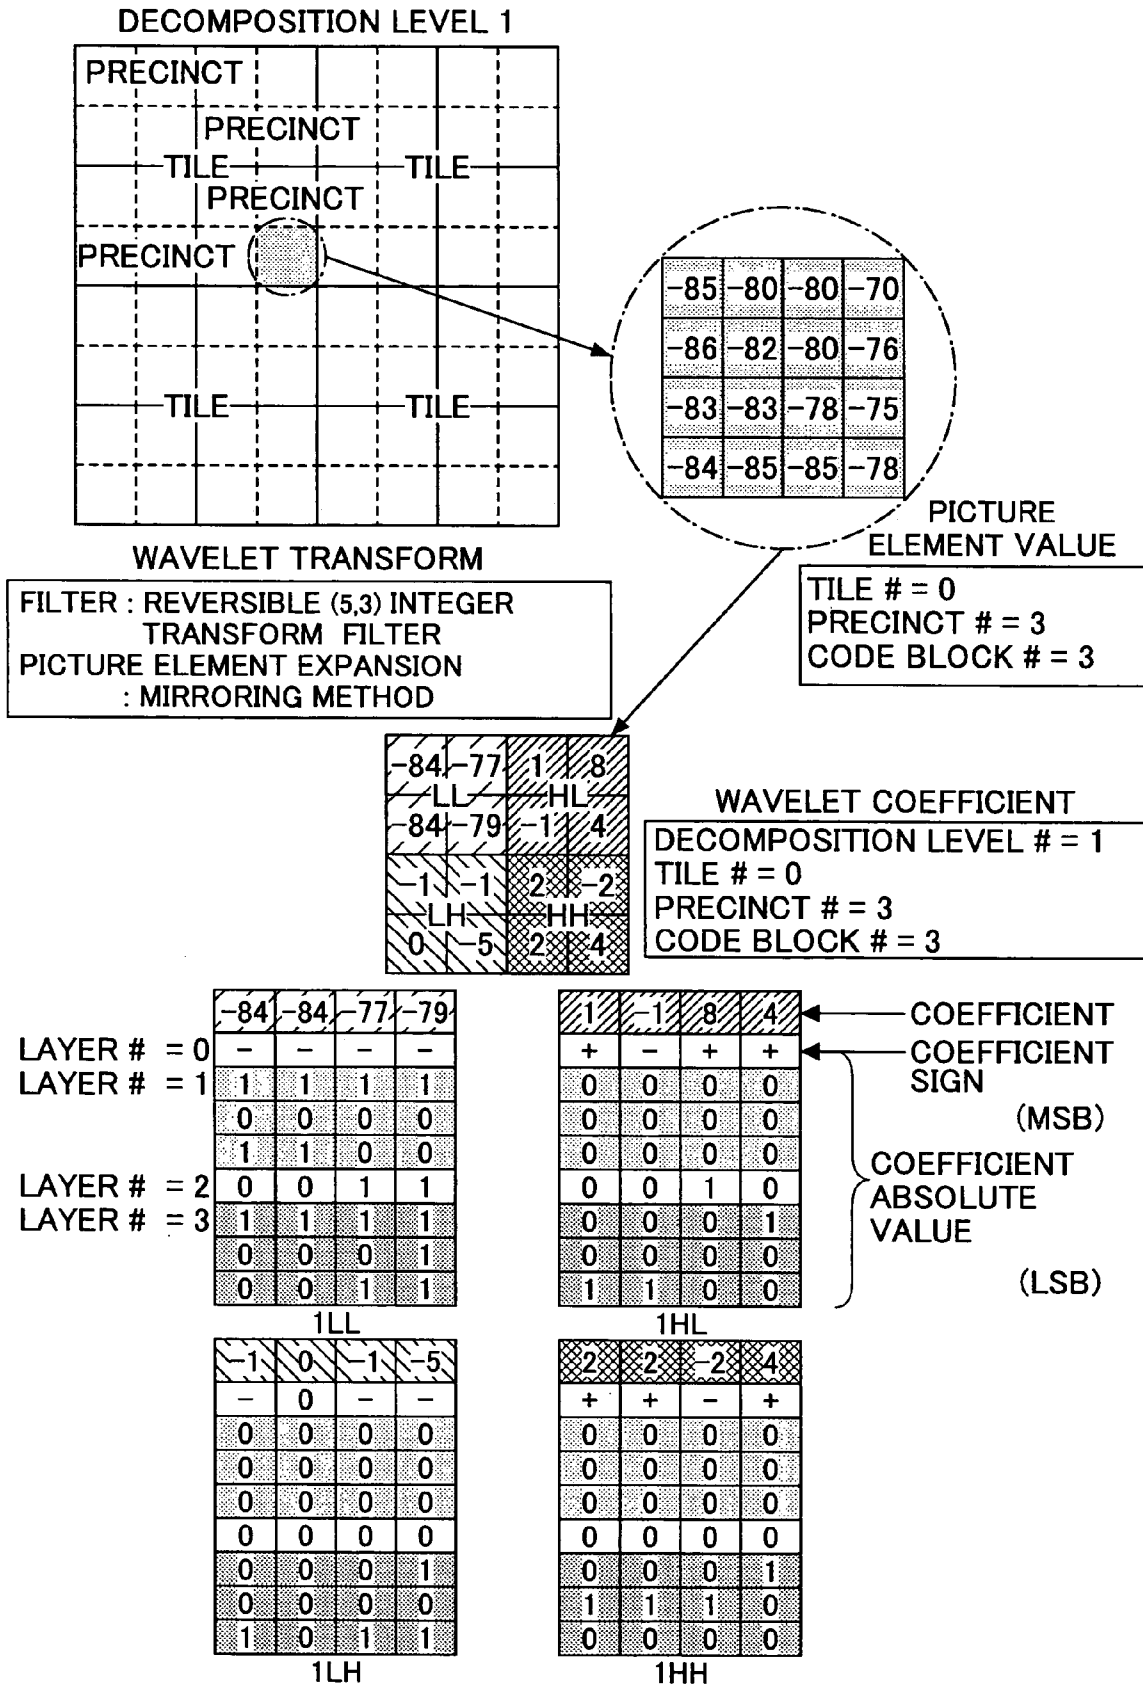 DECOMPOSITION LEVEL 1
PRECINCT
PRECINCT
TILE TILE
PRECINCT
PRECINCT
TILE TILE
-85 -80 -80 -70
-86 -82 -80 -76
-83 -83 -78 -75
-84 -85 -85 -78
PICTURE
ELEMENT VALUE
TILE # = 0
PRECINCT # = 3
CODE BLOCK # = 3
WAVELET TRANSFORM
FILTER : REVERSIBLE (5,3) INTEGER
TRANSFORM FILTER
PICTURE ELEMENT EXPANSION
: MIRRORING METHOD
-84 -77 1 8
LL HL
-84 -79 -1 4
-1 -1 2 -2
LH HH
0 -5 2 4
WAVELET COEFFICIENT
DECOMPOSITION LEVEL # = 1
TILE # = 0
PRECINCT # = 3
CODE BLOCK # = 3
-84 -84 -77 -79
LAYER # = 0 - - - -
LAYER # = 1 1 1 1 1
0 0 0 0
1 1 0 0
LAYER # = 2 0 0 1 1
LAYER # = 3 1 1 1 1
0 0 0 1
0 0 1 1
1LL
1 -1 8 4
+ - + +
0 0 0 0
0 0 0 0
0 0 0 0
0 0 1 0
0 0 0 1
0 0 0 0
1 1 0 0
1HL
COEFFICIENT
COEFFICIENT
SIGN
(MSB)
COEFFICIENT
ABSOLUTE
VALUE
(LSB)
-1 0 -1 -5
- 0 - -
0 0 0 0
0 0 0 0
0 0 0 0
0 0 0 0
0 0 0 1
0 0 0 0
1 0 1 1
1LH
2 2 -2 4
+ + - +
0 0 0 0
0 0 0 0
0 0 0 0
0 0 0 0
0 0 0 1
1 1 1 0
0 0 0 0
1HH